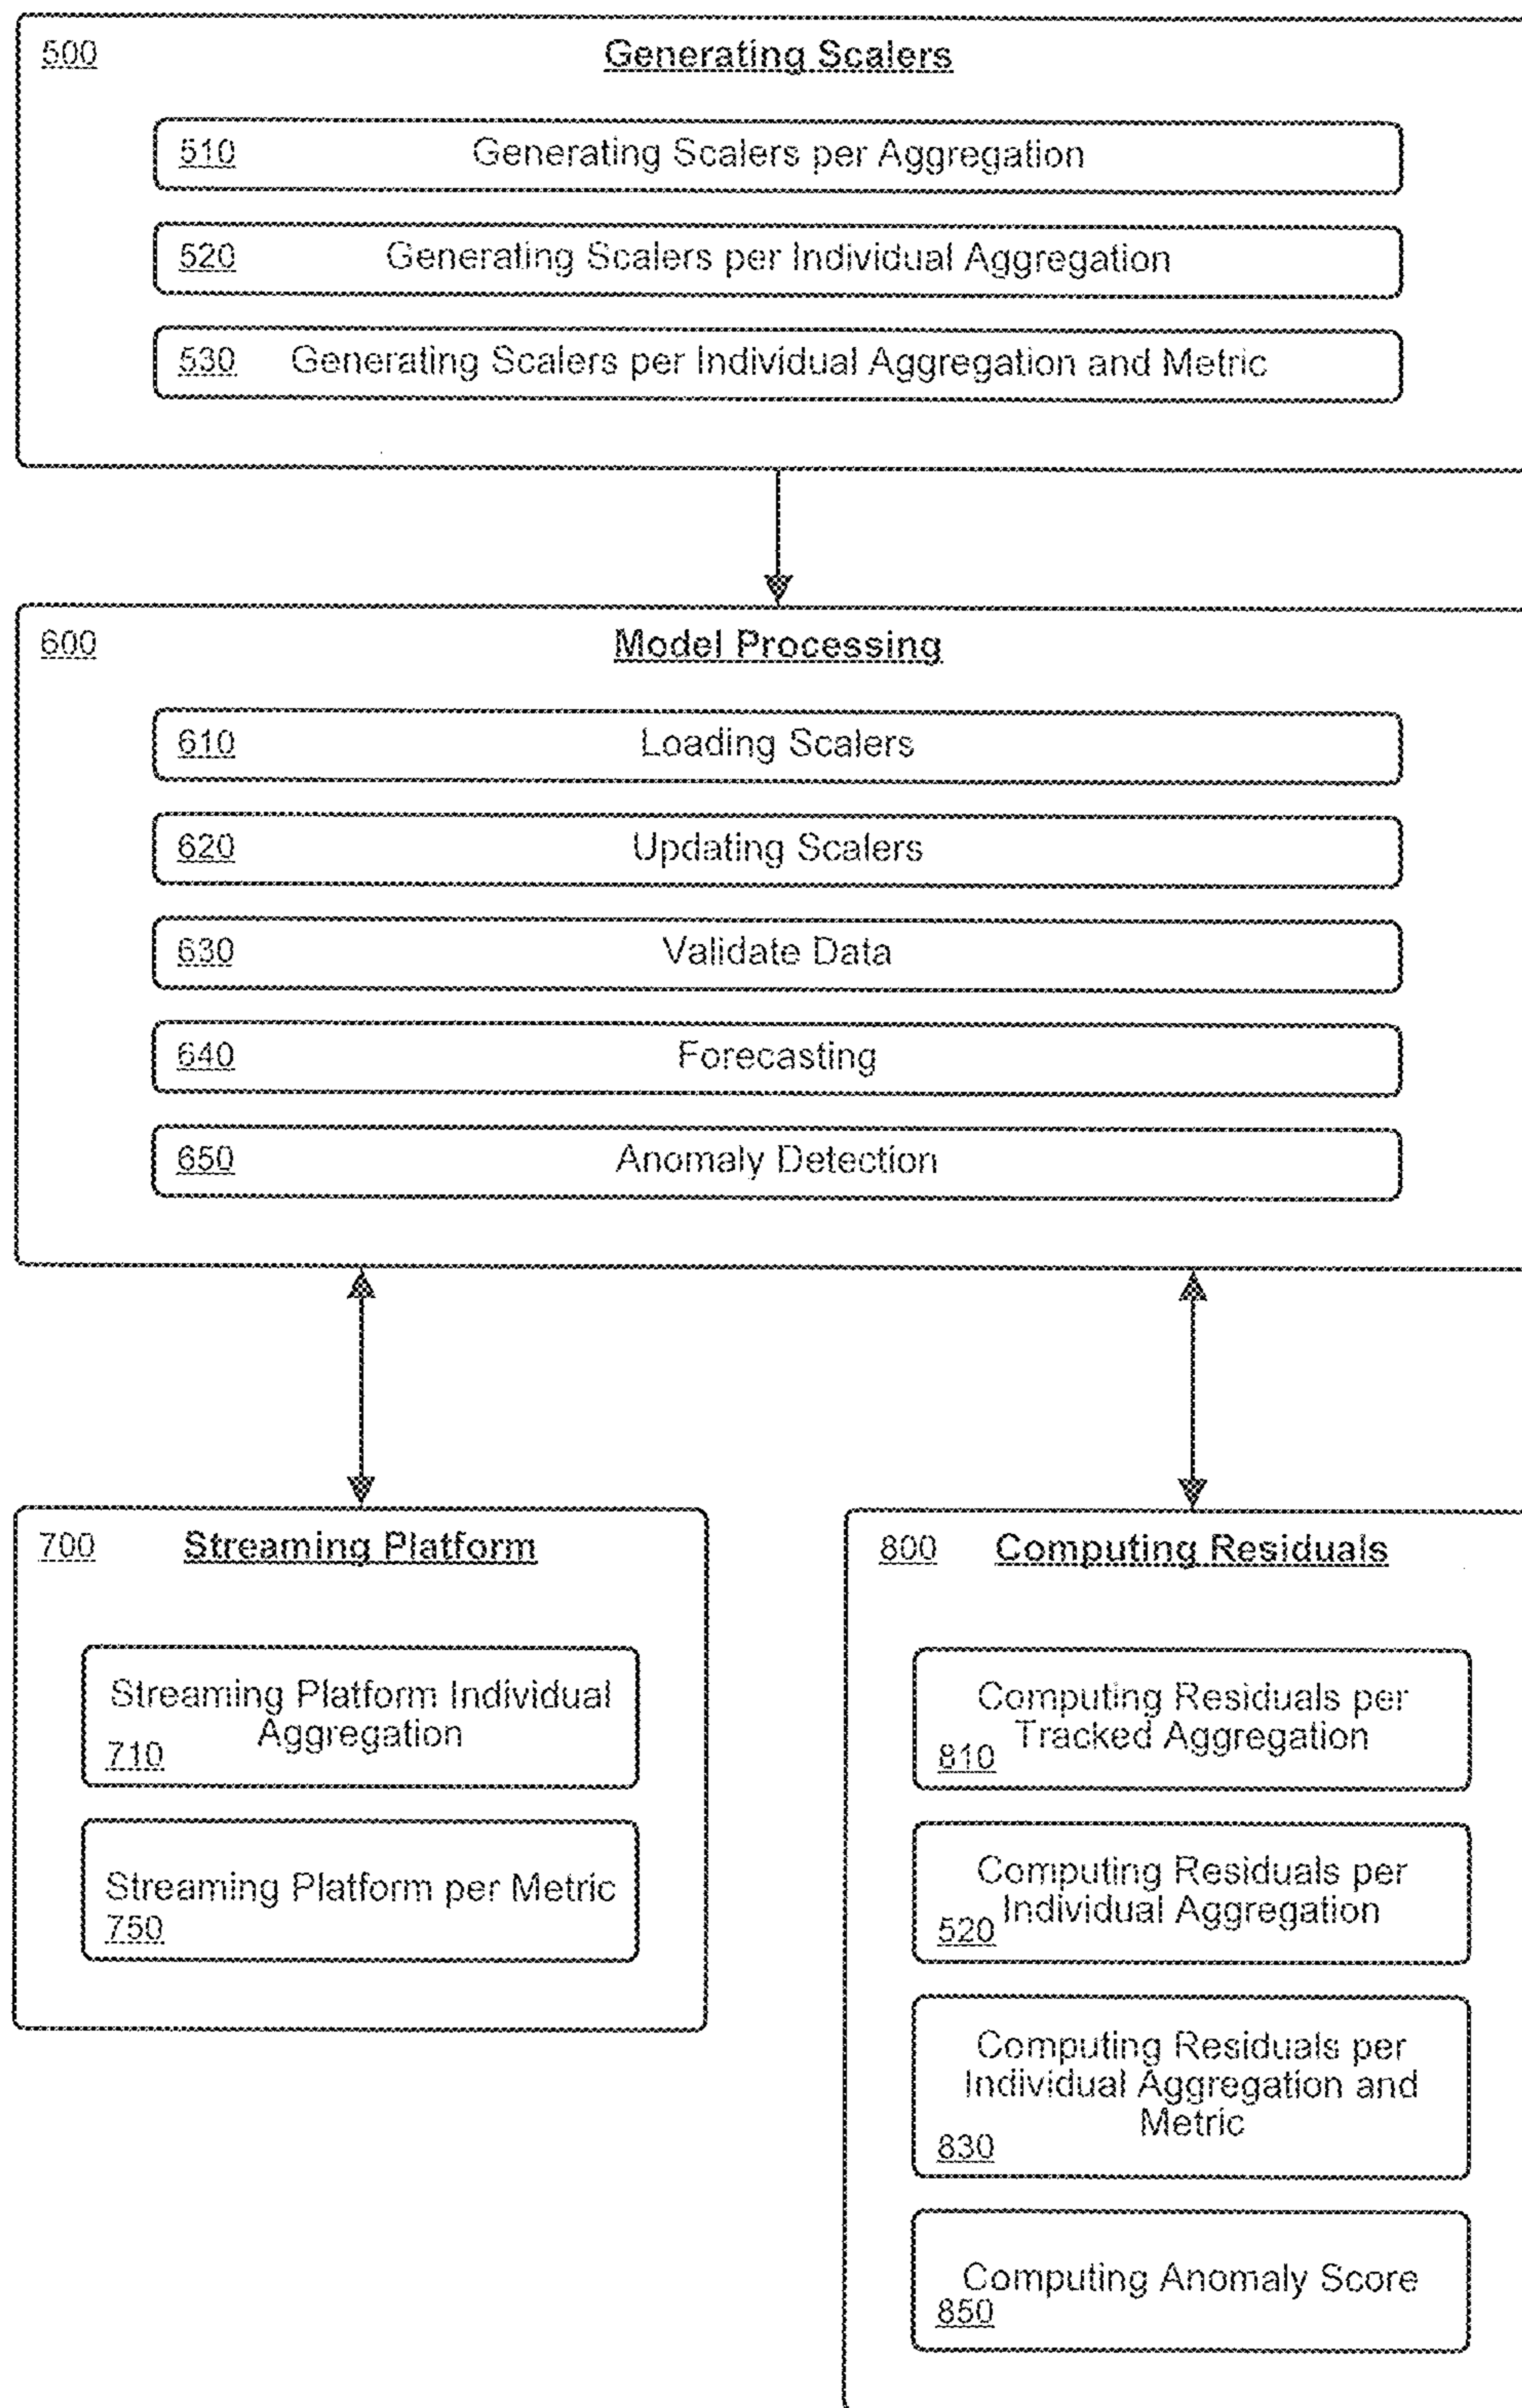 500 Generating Scalers
510 Generating Scalers per Aggregation
520 Generating Scalers per Individual Aggregation
530 Generating Scalers per Individual Aggregation and Metric
600 Model Processing
610 Loading Scalers
620 Updating Scalers
630 Validate Data
640 Forecasting
650 Anomaly Detection
700 Streaming Platform
Streaming Platform Individual
Aggregation
710
Streaming Platform per Metric
750
800 Computing Residuals
Computing Residuals per
Tracked Aggregation
810
Computing Residuals per
Individual Aggregation
520
Computing Residuals per
Individual Aggregation and
Metric
830
Computing Anomaly Score
850